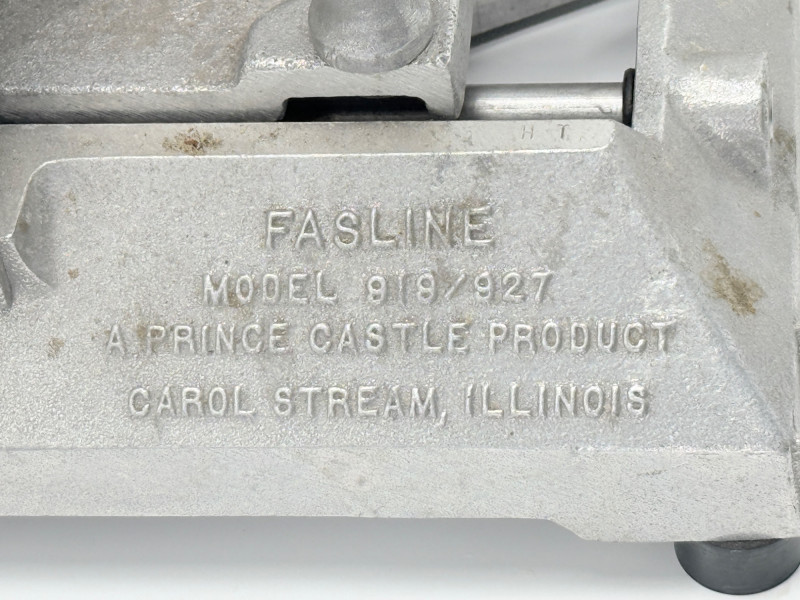 H T
FASLINE
MODEL 919/927
A PRINCE CASTLE PRODUCT
CAROL STREAM, ILLINOIS